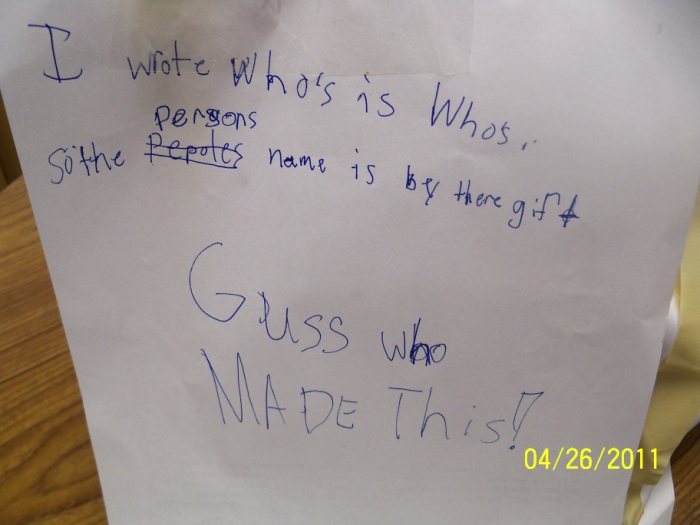 I wrote Who's is Whos.
persons
So the Pepoles name is by there gift
Guss who
MADE This!
04/26/2011